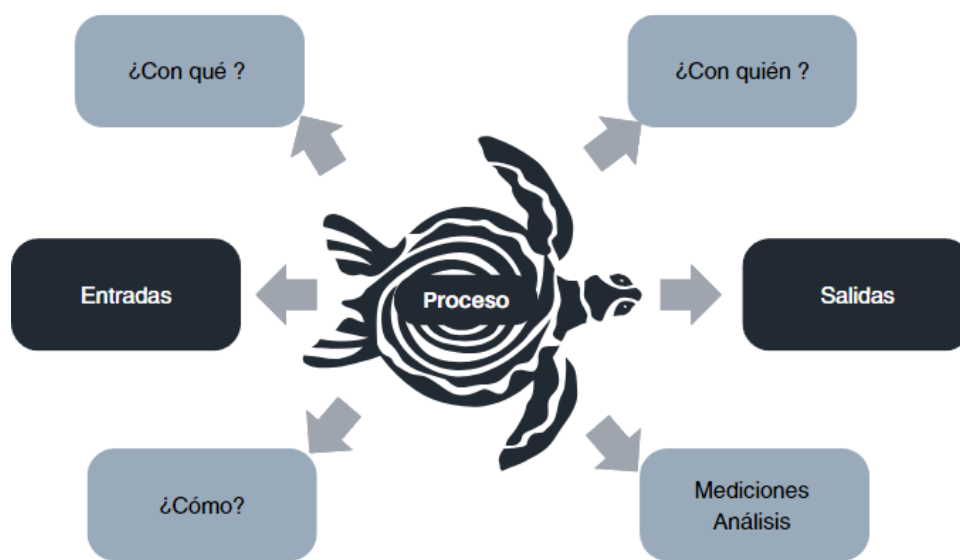 ¿Con qué ?
¿Con quién ?
Entradas
Proceso
Salidas
¿Cómo?
Mediciones
Análisis